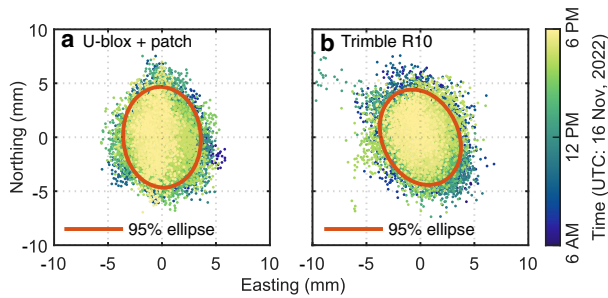 a U-blox + patch
b Trimble R10
10
5
0
-5
-10
Northing (mm)
95% ellipse
95% ellipse
-10 -5 0 5 10
-10 -5 0 5 10
Easting (mm)
6 PM
12 PM
6 AM
Time (UTC: 16 Nov, 2022)